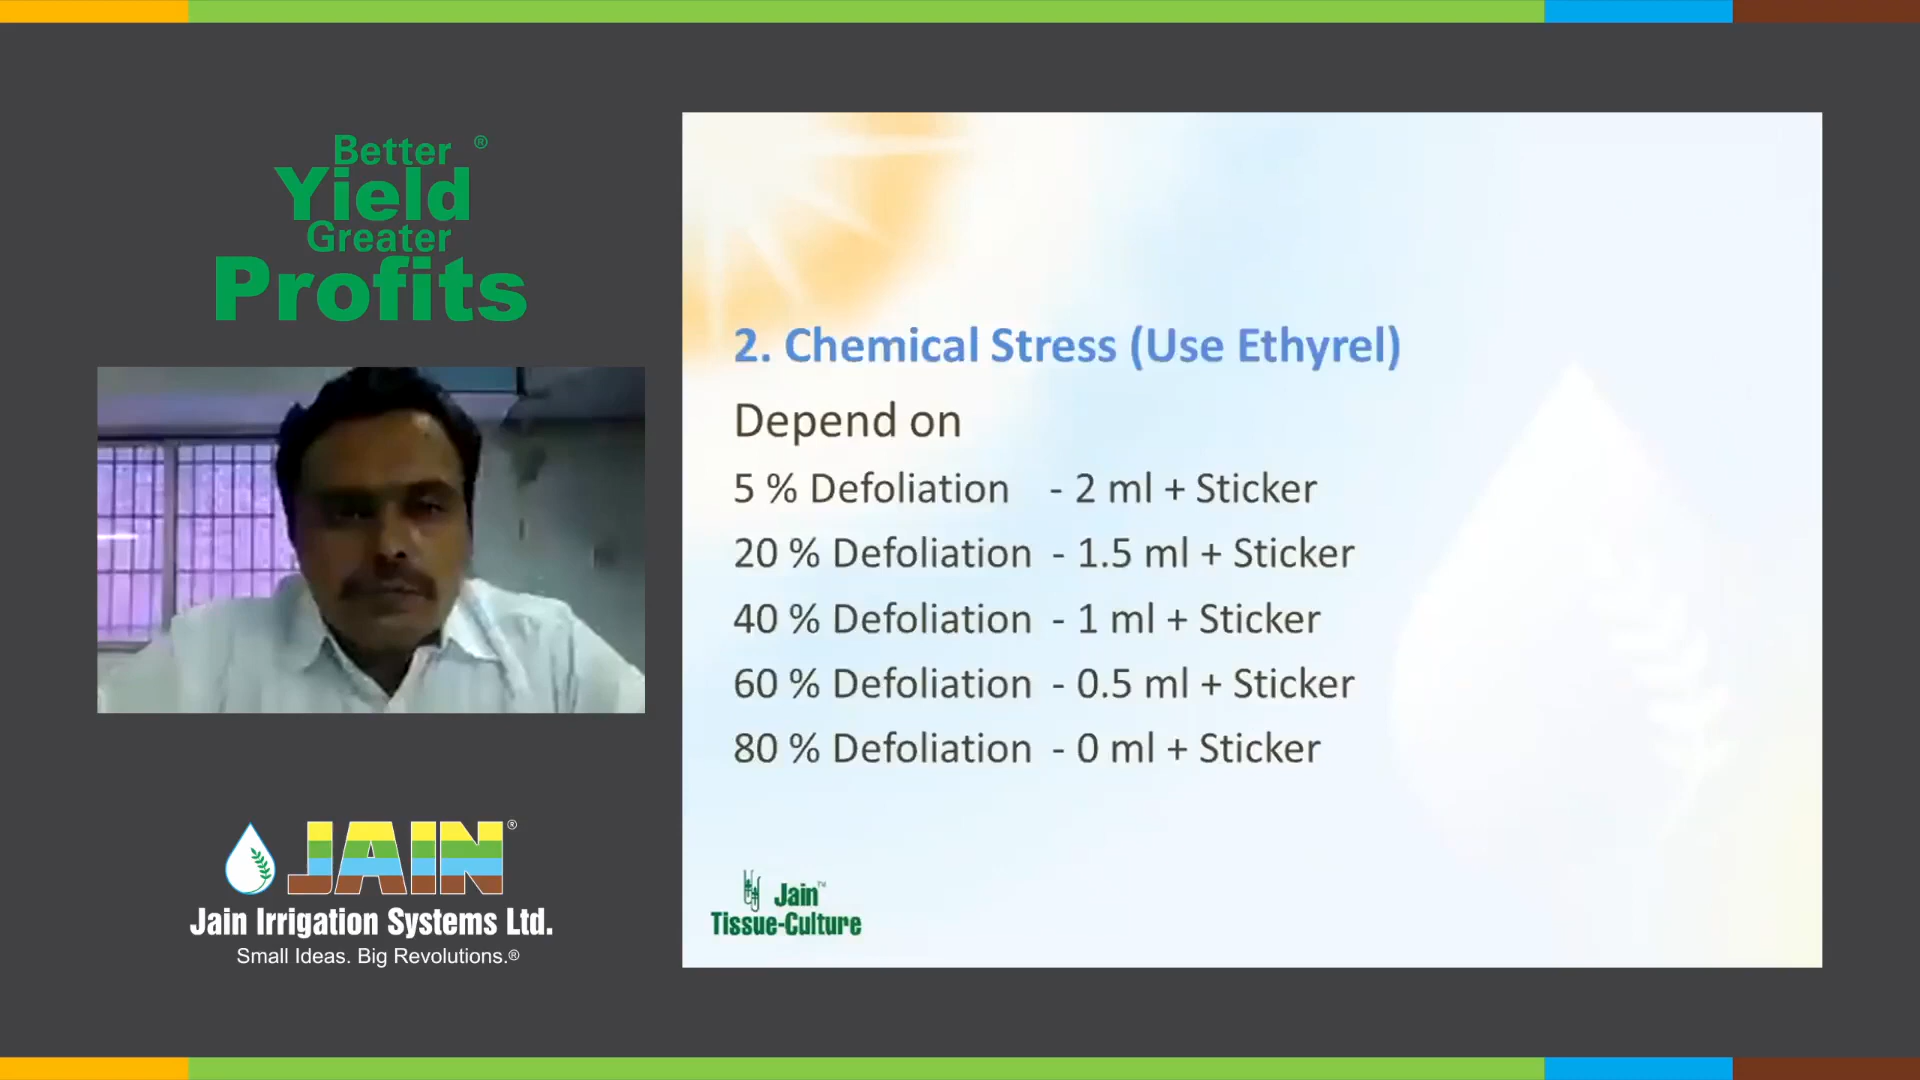 Better ®
Yield
Greater
Profits
JAIN®
Jain Irrigation Systems Ltd.
Small Ideas. Big Revolutions.®
2. Chemical Stress (Use Ethyrel)
Depend on
5 % Defoliation - 2 ml + Sticker
20 % Defoliation - 1.5 ml + Sticker
40 % Defoliation - 1 ml + Sticker
60 % Defoliation - 0.5 ml + Sticker
80 % Defoliation - 0 ml + Sticker
Jain™
Tissue-Culture